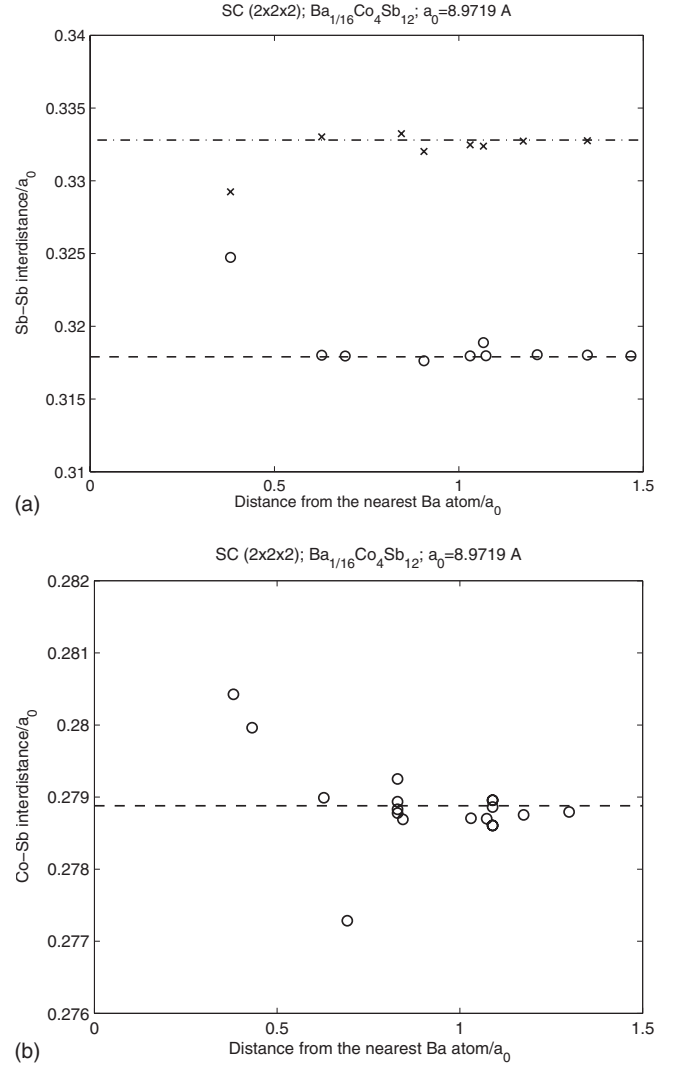 SC (2x2x2); Ba1/16Co4Sb12; a0=8.9719 A
0.34
0.335
0.33
0.325
0.32
0.315
0.31
Sb−Sb interdistance/a0
0 0.5 1 1.5
Distance from the nearest Ba atom/a0
(a)
SC (2x2x2); Ba1/16Co4Sb12; a0=8.9719 A
0.282
0.281
0.28
0.279
0.278
0.277
0.276
Co−Sb interdistance/a0
0 0.5 1 1.5
Distance from the nearest Ba atom/a0
(b)